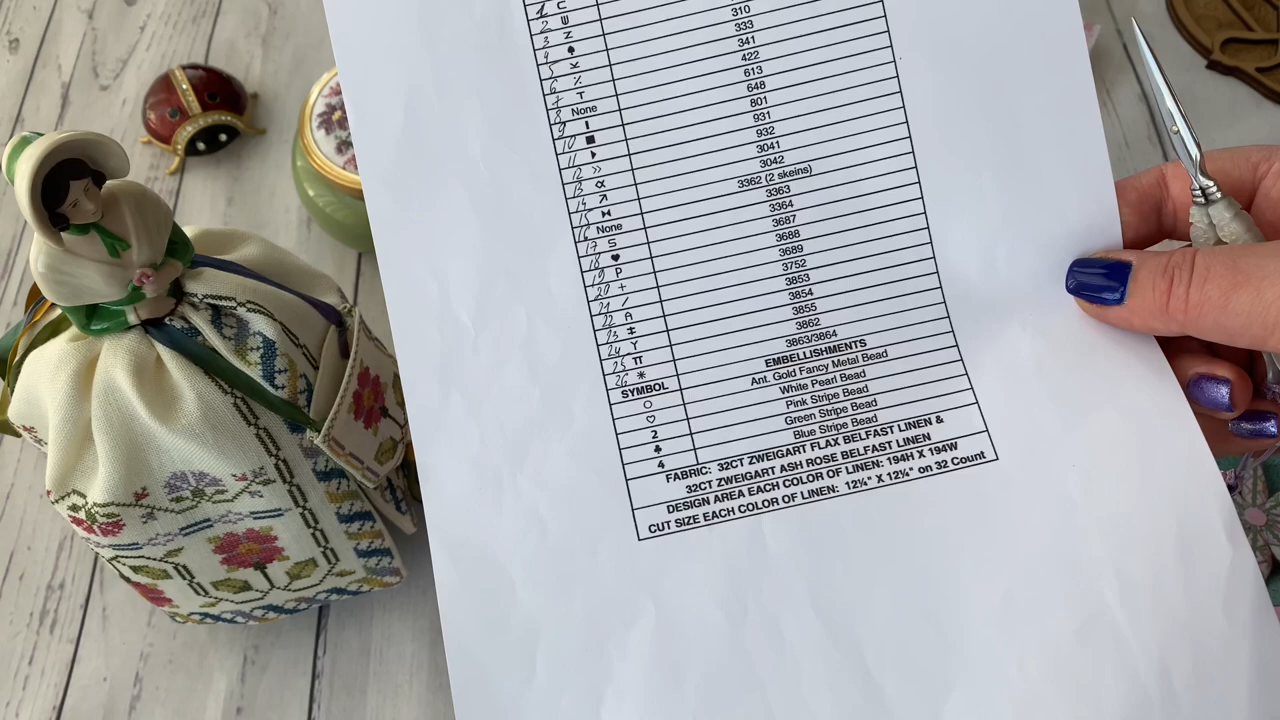 1 C
2 Ш
3 Z
4 ♠ 310
5 333
6 ٪ 341
7 T 422
8 None 613
9 I 648
10 ■ 801
11 ▶ 931
12 >> 932
13 ∝ 3041
14 ↗ 3042
15 ⧓ 3362 (2 skeins)
16 None 3363
17 S 3364
18 ♥ 3687
19 P 3688
20 + 3689
21 / 3752
22 A 3853
23 ‡ 3854
24 Y 3855
25 π 3862
26 * 3863/3864
SYMBOL EMBELLISHMENTS
○ Ant. Gold Fancy Metal Bead
♡ White Pearl Bead
2 Pink Stripe Bead
♣ Green Stripe Bead
4 Blue Stripe Bead
FABRIC: 32CT ZWEIGART FLAX BELFAST LINEN &
32CT ZWEIGART ASH ROSE BELFAST LINEN
DESIGN AREA EACH COLOR OF LINEN: 194H X 194W
CUT SIZE EACH COLOR OF LINEN: 12¼" X 12¼" on 32 Count